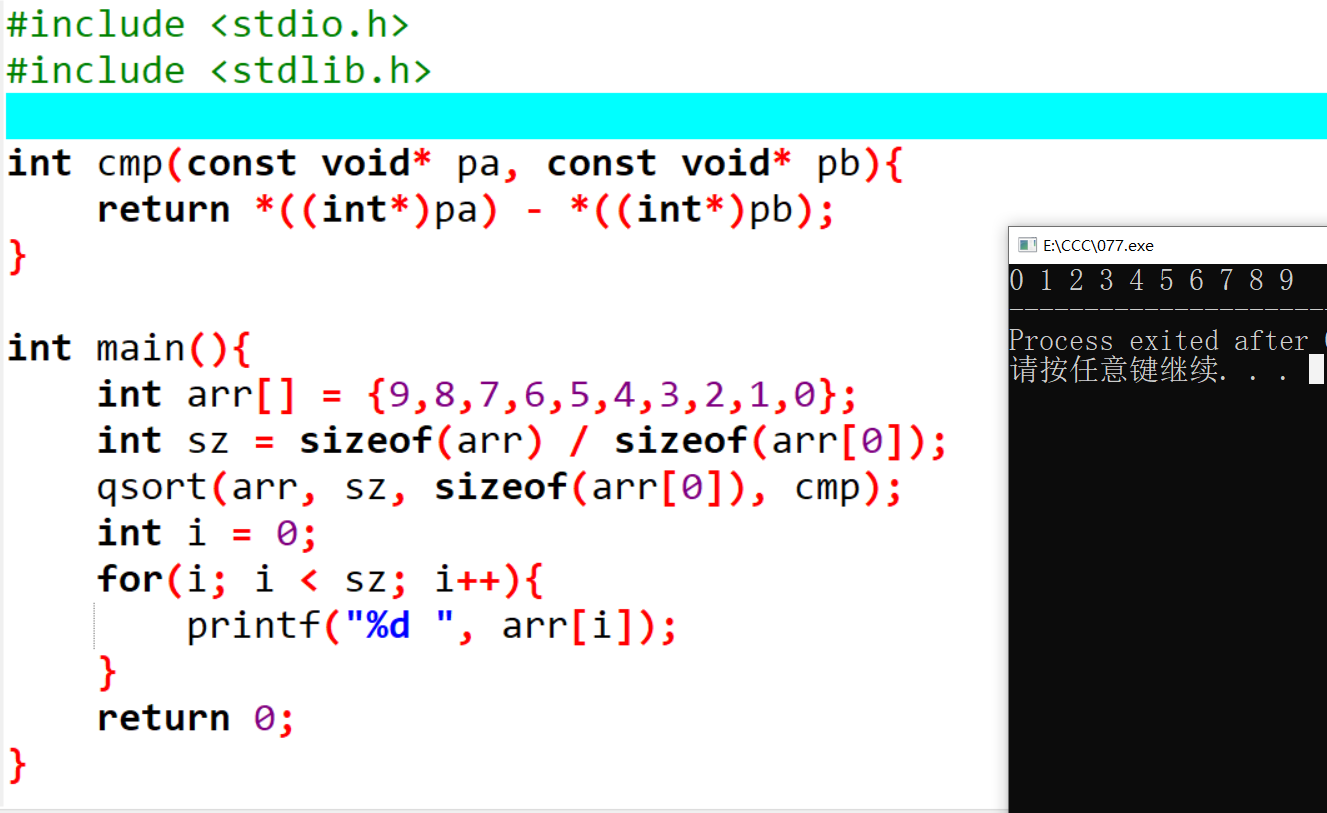 #include <stdio.h>
#include <stdlib.h>
int cmp(const void* pa, const void* pb){
    return *((int*)pa) - *((int*)pb);
}
int main(){
    int arr[] = {9,8,7,6,5,4,3,2,1,0};
    int sz = sizeof(arr) / sizeof(arr[0]);
    qsort(arr, sz, sizeof(arr[0]), cmp);
    int i = 0;
    for(i; i < sz; i++){
        printf("%d ", arr[i]);
    }
    return 0;
}
E:\CCC\077.exe
0 1 2 3 4 5 6 7 8 9
--------------------
Process exited after
请按任意键继续. . .